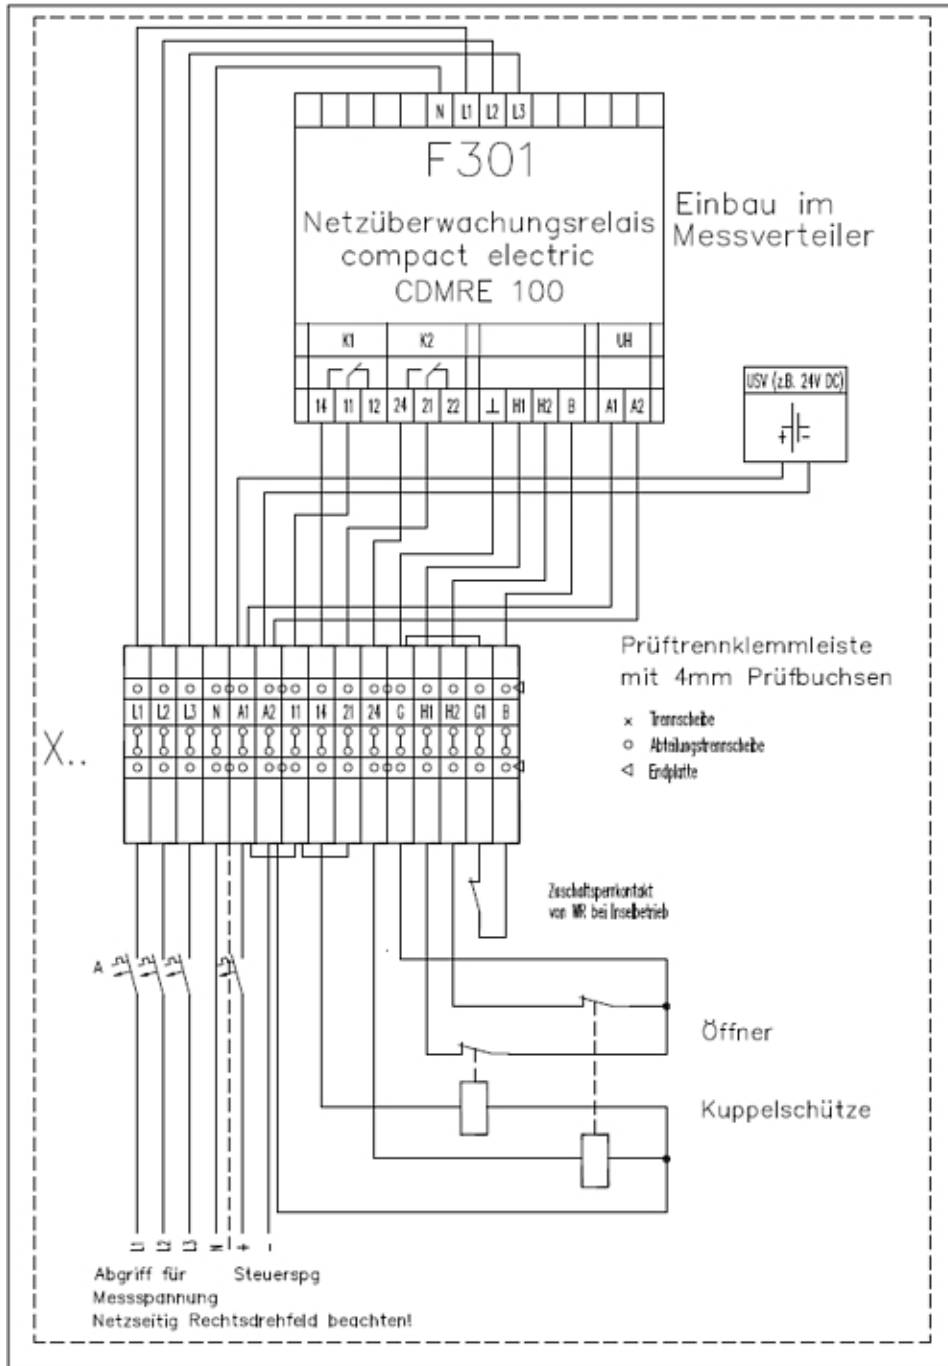 N L1 L2 L3
F301
Netzüberwachungsrelais
compact electric
CDMRE 100
Einbau im
Messverteiler
K1 K2 UH
14 11 12 24 21 22 ⊥ H1 H2 B A1 A2
USV (z.B. 24V DC)
+ -
Prüftrennklemmleiste
mit 4mm Prüfbuchsen
x Trennscheibe
o Abteilungstrennscheibe
◁ Endplatte
X..
L1 L2 L3 N A1 A2 11 14 21 24 G H1 H2 G1 B
Zuschaltsperrkontakt
von WR bei Inselbetrieb
A
Öffner
Kuppelschütze
L1 L2 L3 N + -
Abgriff für Steuerspg
Messspannung
Netzseitig Rechtsdrehfeld beachten!